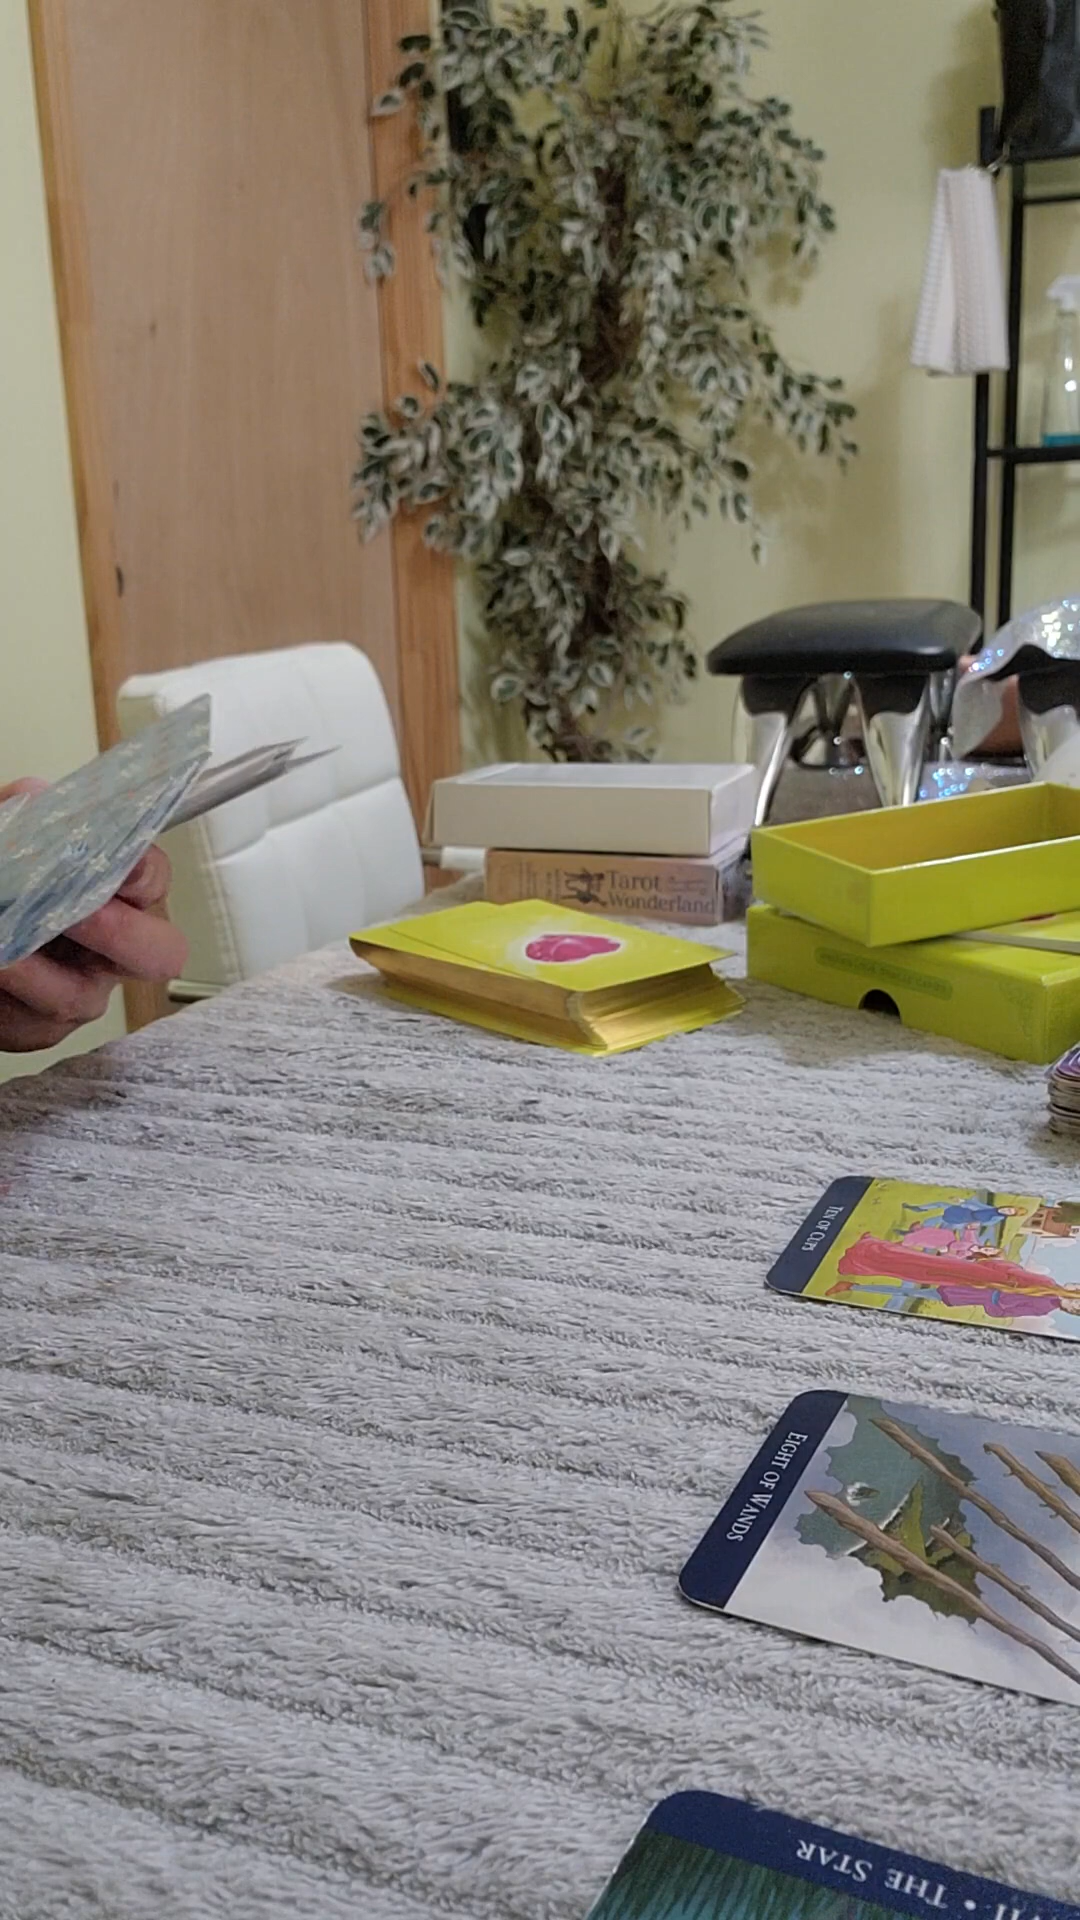 Tarot
Wonderland
TEN OF CUPS
EIGHT OF WANDS
THE STAR